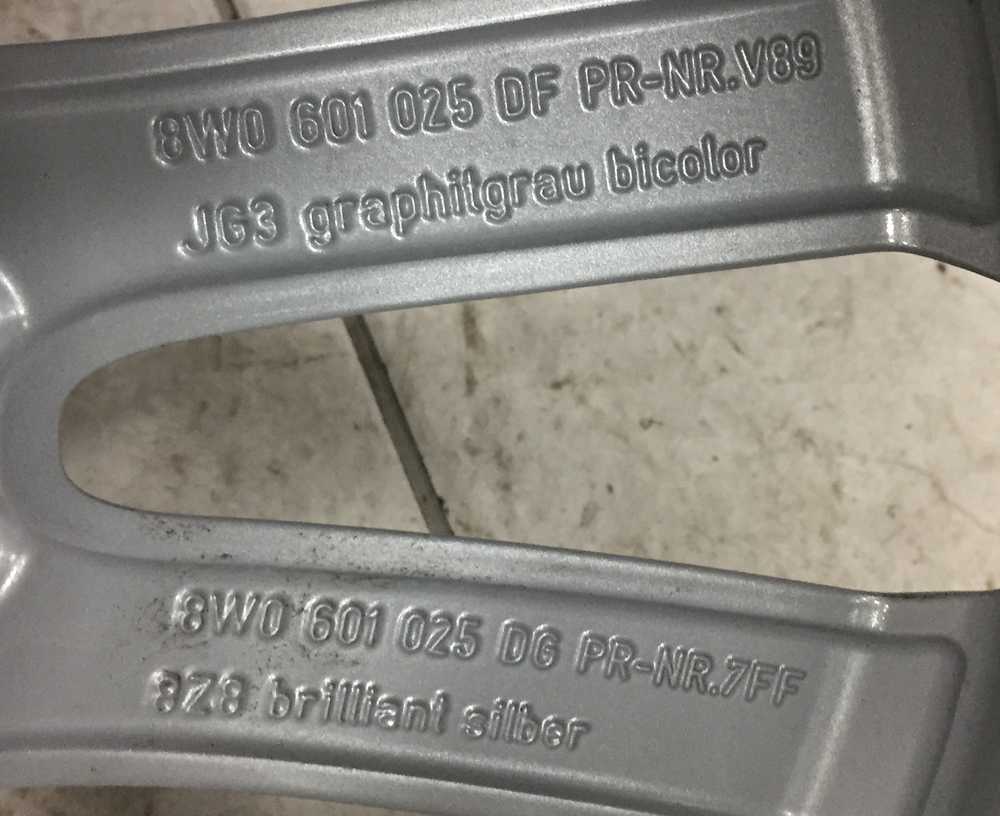 8W0 601 025 DF PR-NR.V89
JG3 graphitgrau bicolor
8W0 601 025 DG PR-NR.7FF
8Z8 brilliant silber